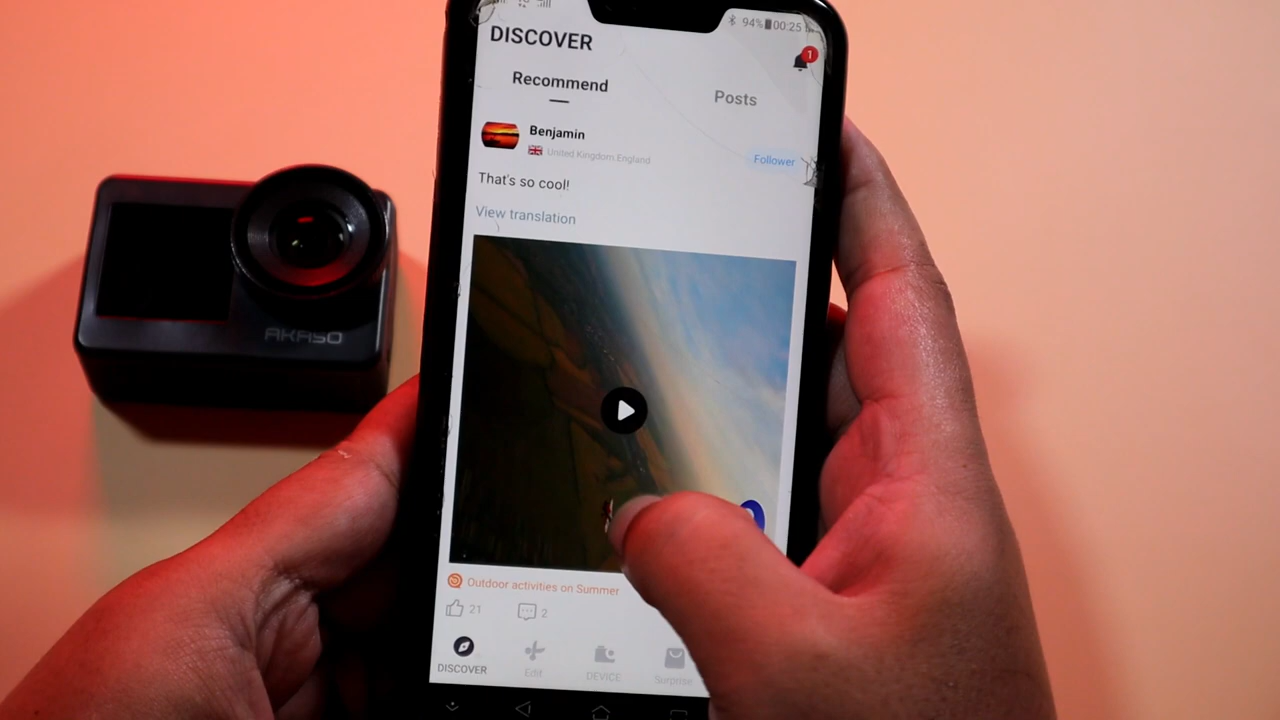 94% 00:25
DISCOVER
1
Recommend
Posts
Benjamin
United Kingdom,England
Follower
That's so cool!
View translation
AKASO
Outdoor activities on Summer
21
2
DISCOVER
Edit
DEVICE
Surprise